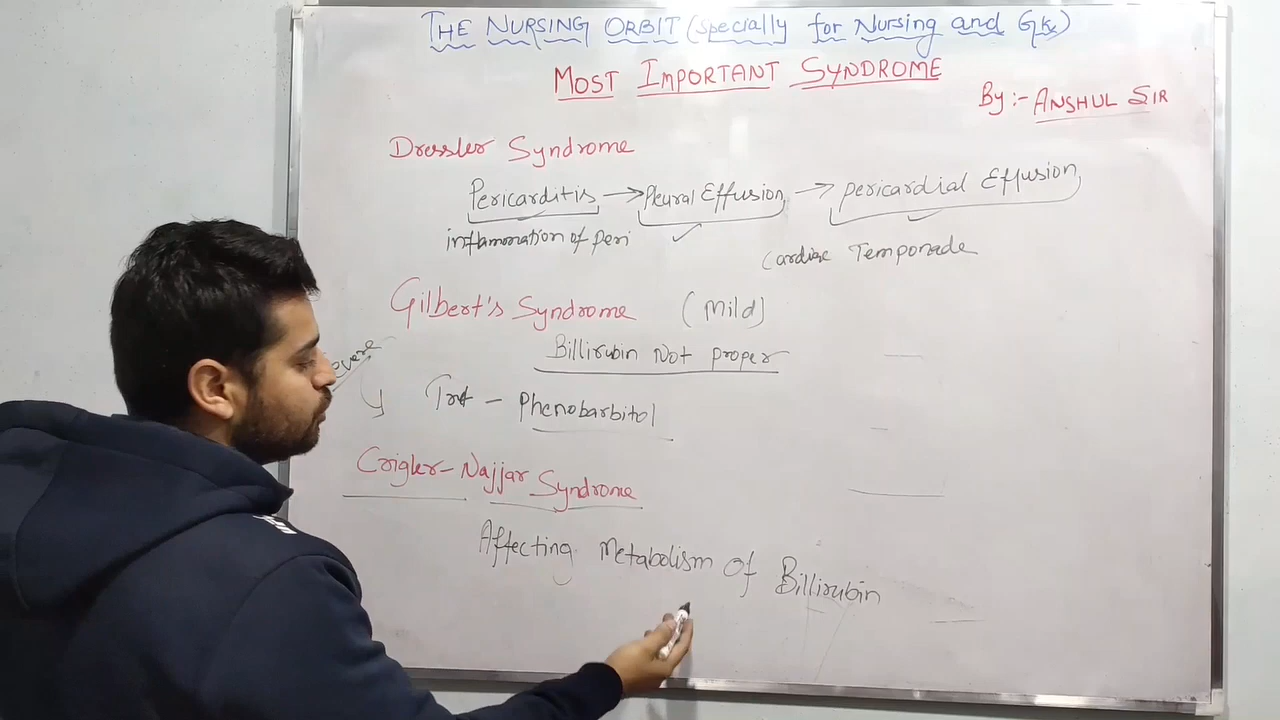 THE NURSING ORBIT (specially for Nursing and GK)
MOST IMPORTANT SYNDROME
By :- ANSHUL SIR
Dressler Syndrome
Pericarditis → Pleural Effusion → pericardial Effusion
inflammation of Peri
Cardiac Temponade
Gilbert's Syndrome (Mild)
Billirubin Not proper
Trt - Phenobarbitol
Crigler-Najjar Syndrome
Affecting Metabolism Of Billirubin